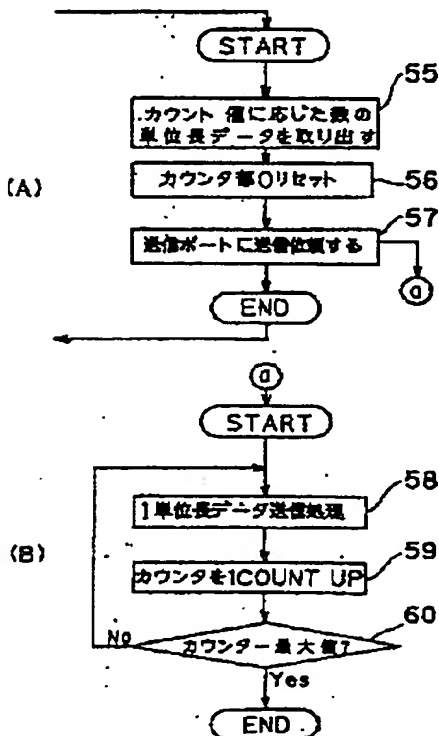 START
55
カウント値に応じた数の
単位長データを取り出す
(A)
カウンタ部0リセット
56
57
送信ポートに送信依頼する
ⓐ
END
ⓐ
START
58
1単位長データ送信処理
(B)
59
カウンタを1COUNT UP
60
No
カウンター最大値?
Yes
END